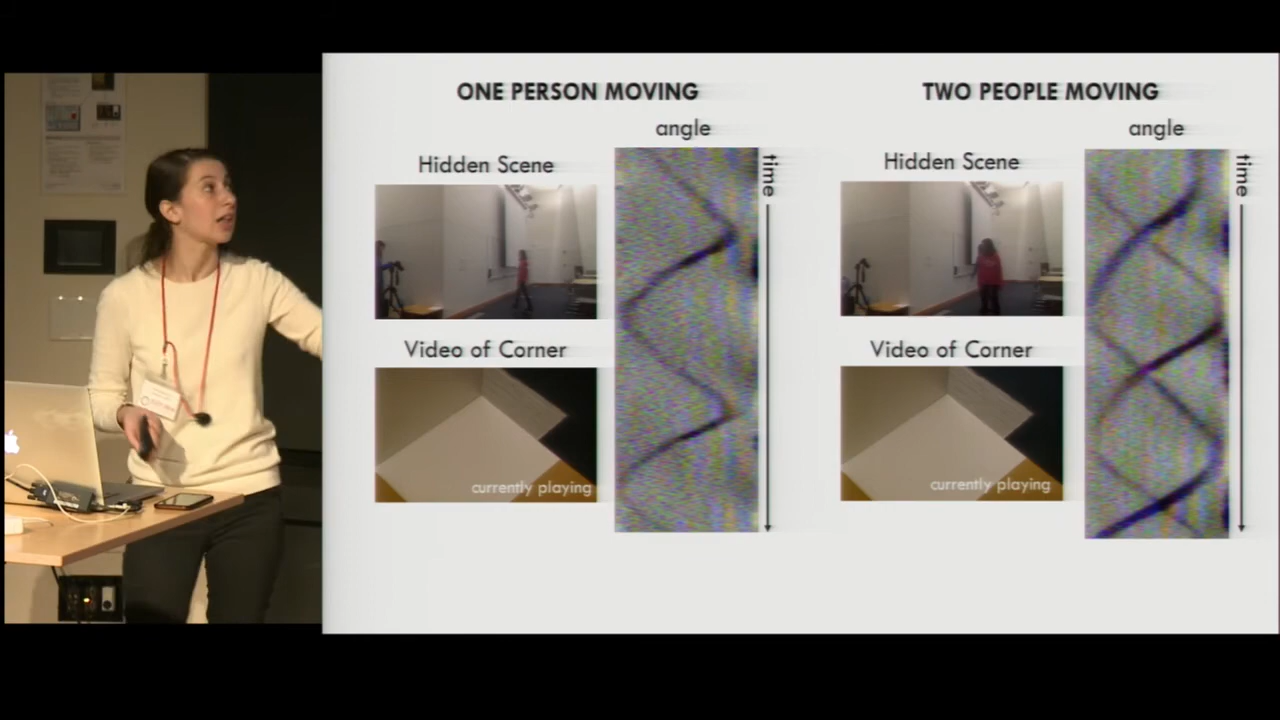 ONE PERSON MOVING
angle
Hidden Scene
time
Video of Corner
currently playing
TWO PEOPLE MOVING
angle
Hidden Scene
time
Video of Corner
currently playing